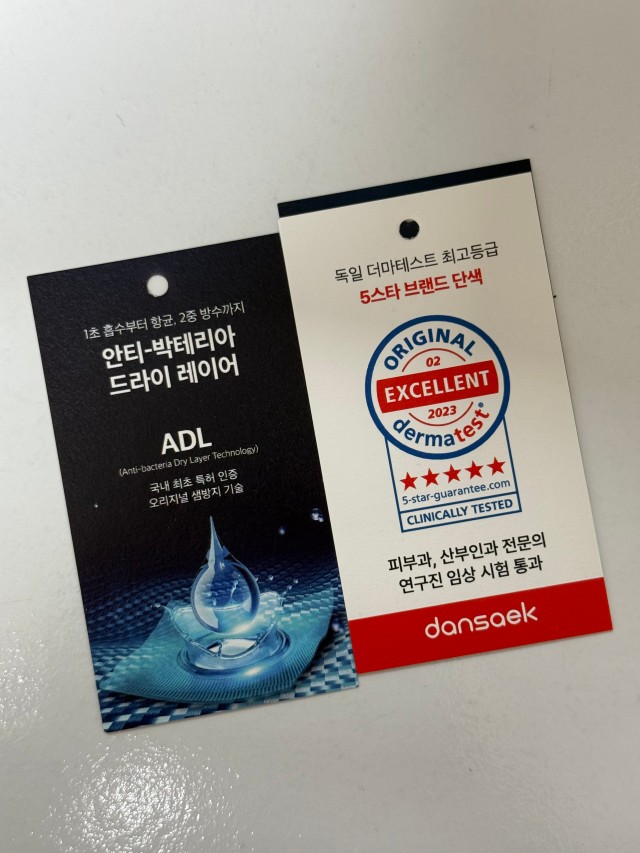 1초 흡수부터 항균, 2중 방수까지
안티-박테리아
드라이 레이어
ADL
(Anti-bacteria Dry Layer Technology)
국내 최초 특허 인증
오리지널 샘방지 기술
독일 더마테스트 최고등급
5스타 브랜드 단색
ORIGINAL
02
EXCELLENT
2023
dermatest®
5-star-guarantee.com
CLINICALLY TESTED
피부과, 산부인과 전문의
연구진 임상 시험 통과
dansaek